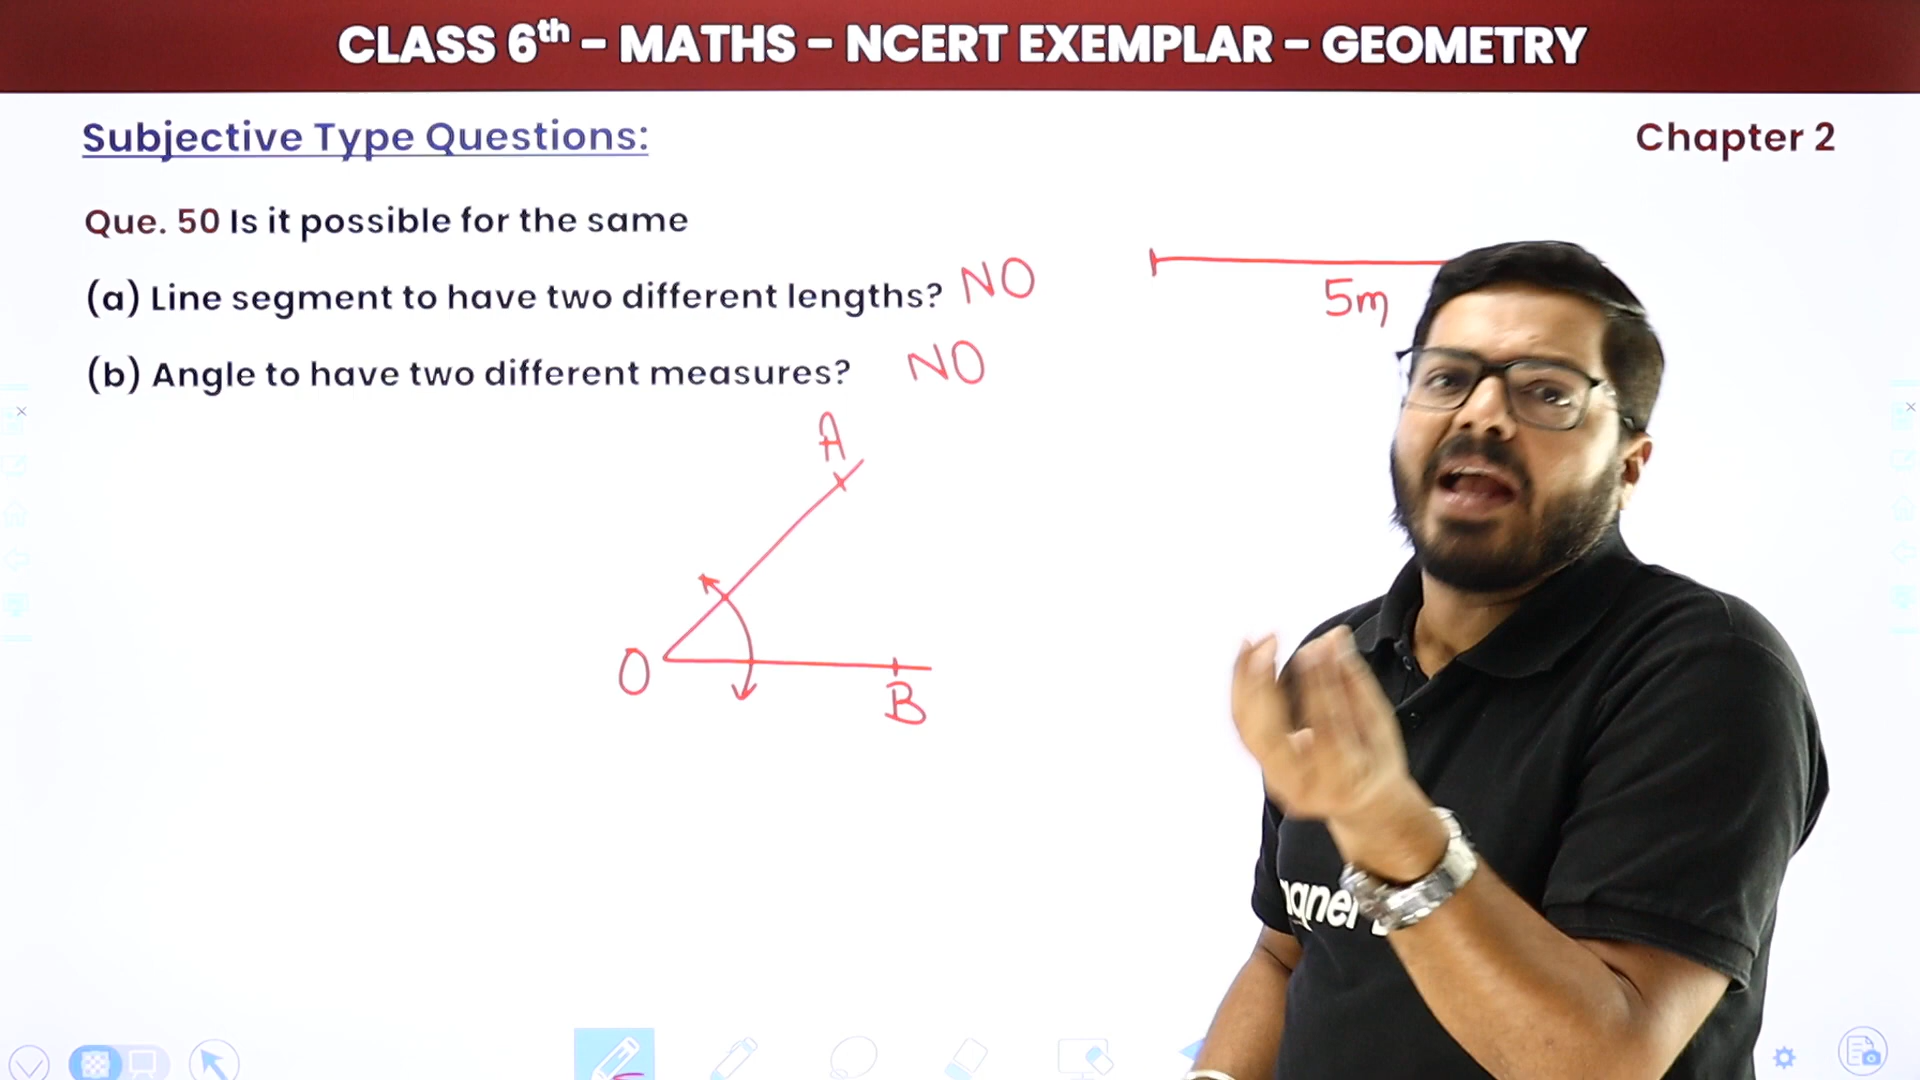 CLASS 6th – MATHS – NCERT EXEMPLAR – GEOMETRY
Subjective Type Questions:
Chapter 2
Que. 50 Is it possible for the same
(a) Line segment to have two different lengths? NO
5m
(b) Angle to have two different measures? NO
A
O
B